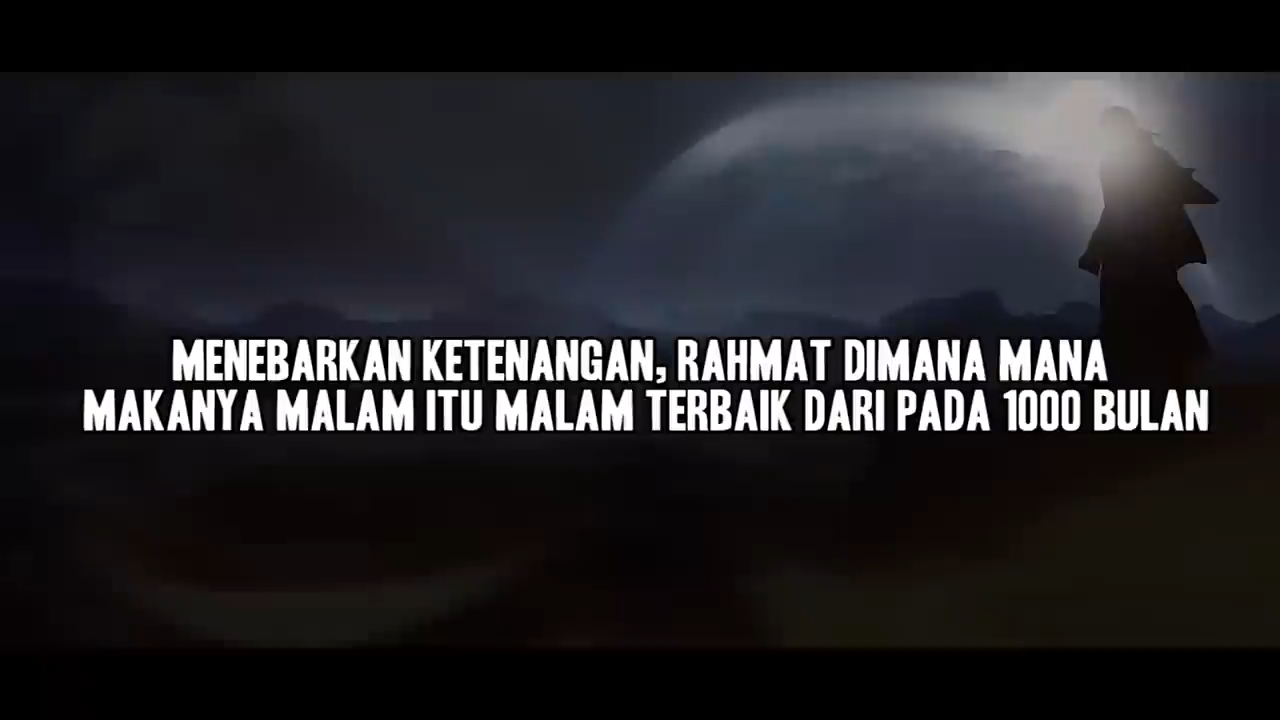 MENEBARKAN KETENANGAN, RAHMAT DIMANA MANA
MAKANYA MALAM ITU MALAM TERBAIK DARI PADA 1000 BULAN